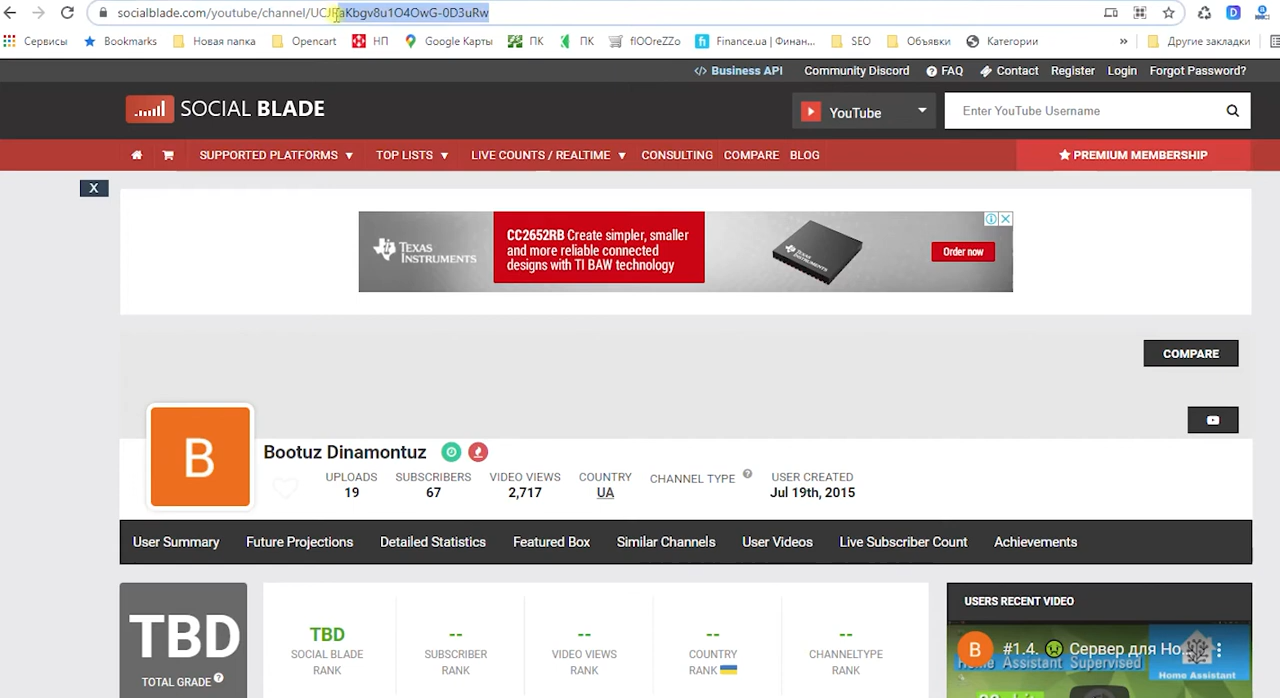 socialblade.com/youtube/channel/UCJRaKbgv8u1O4OwG-0D3uRw
Сервисы Bookmarks Новая папка Opencart НП Google Карты ПК ПК flOOreZZo Finance.ua | Финан... SEO Объявки Категории » Другие закладки
</> Business API Community Discord FAQ Contact Register Login Forgot Password?
SOCIAL BLADE YouTube Enter YouTube Username
SUPPORTED PLATFORMS TOP LISTS LIVE COUNTS / REALTIME CONSULTING COMPARE BLOG PREMIUM MEMBERSHIP
X
TEXAS INSTRUMENTS
CC2652RB Create simpler, smaller
and more reliable connected
designs with TI BAW technology
Order now
COMPARE
B
Bootuz Dinamontuz
UPLOADS SUBSCRIBERS VIDEO VIEWS COUNTRY CHANNEL TYPE ? USER CREATED
19 67 2,717 UA Jul 19th, 2015
User Summary Future Projections Detailed Statistics Featured Box Similar Channels User Videos Live Subscriber Count Achievements
TBD
TOTAL GRADE ?
TBD
SOCIAL BLADE
RANK
--
SUBSCRIBER
RANK
--
VIDEO VIEWS
RANK
--
COUNTRY
RANK
--
CHANNELTYPE
RANK
USERS RECENT VIDEO
B #1.4. Сервер для Ho...
Home Assistant Supervised
Home Assistant